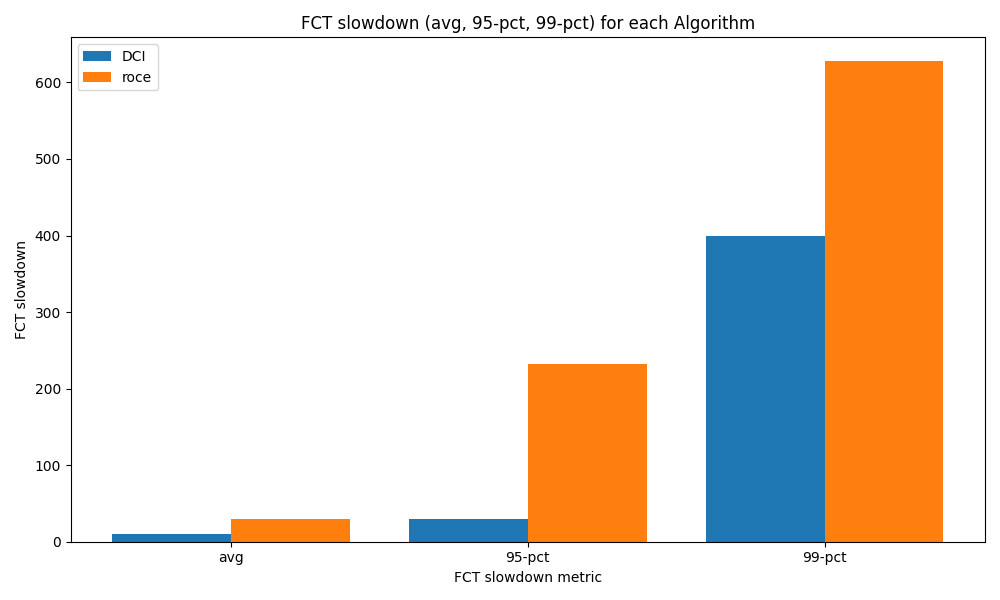 FCT slowdown (avg, 95-pct, 99-pct) for each Algorithm
DCI
roce
FCT slowdown
600
500
400
300
200
100
0
avg
95-pct
99-pct
FCT slowdown metric